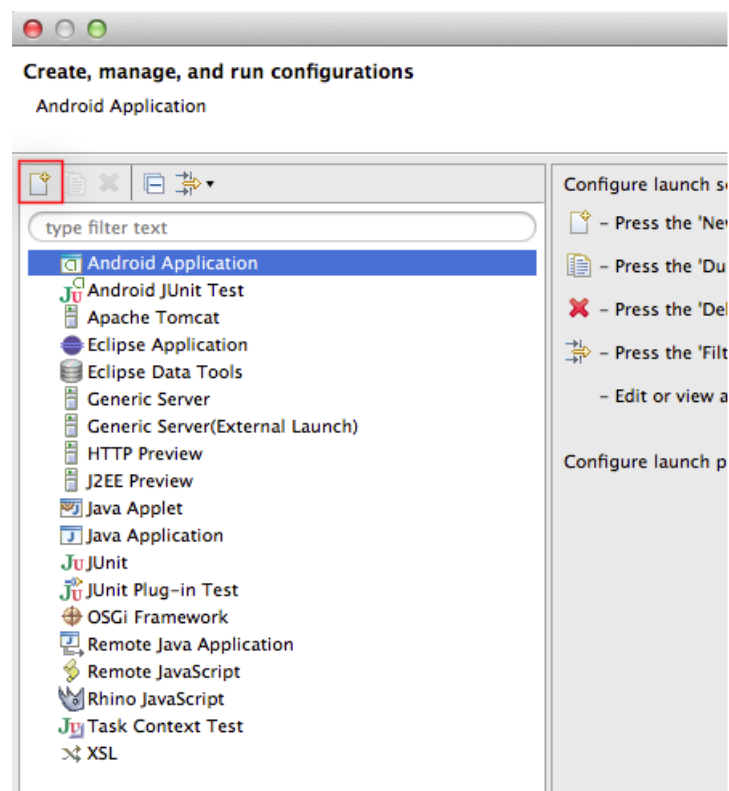 Create, manage, and run configurations
Android Application
type filter text
Android Application
Android JUnit Test
Apache Tomcat
Eclipse Application
Eclipse Data Tools
Generic Server
Generic Server(External Launch)
HTTP Preview
J2EE Preview
Java Applet
Java Application
JUnit
JUnit Plug-in Test
OSGi Framework
Remote Java Application
Remote JavaScript
Rhino JavaScript
Task Context Test
XSL
Configure launch s
- Press the 'Ne
- Press the 'Du
- Press the 'Del
- Press the 'Filt
- Edit or view a
Configure launch p